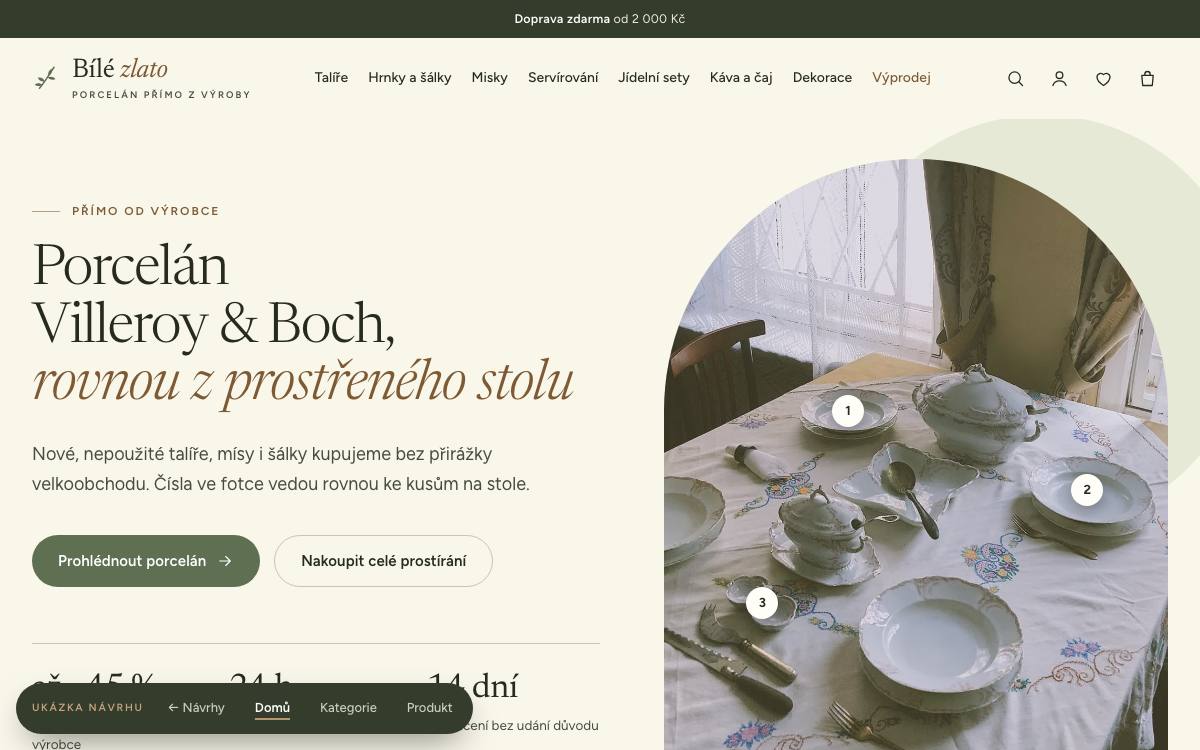 Doprava zdarma od 2 000 Kč
Bílé zlato
PORCELÁN PŘÍMO Z VÝROBY
Talíře Hrnky a šálky Misky Servírování Jídelní sety Káva a čaj Dekorace Výprodej
PŘÍMO OD VÝROBCE
Porcelán
Villeroy & Boch,
rovnou z prostřeného stolu
Nové, nepoužité talíře, mísy i šálky kupujeme bez přirážky
velkoobchodu. Čísla ve fotce vedou rovnou ke kusům na stole.
Prohlédnout porcelán →
Nakoupit celé prostírání
1
2
3
až −45 % 24 h 14 dní
bez udání důvodu
výrobce
UKÁZKA NÁVRHU ← Návrhy Domů Kategorie Produkt